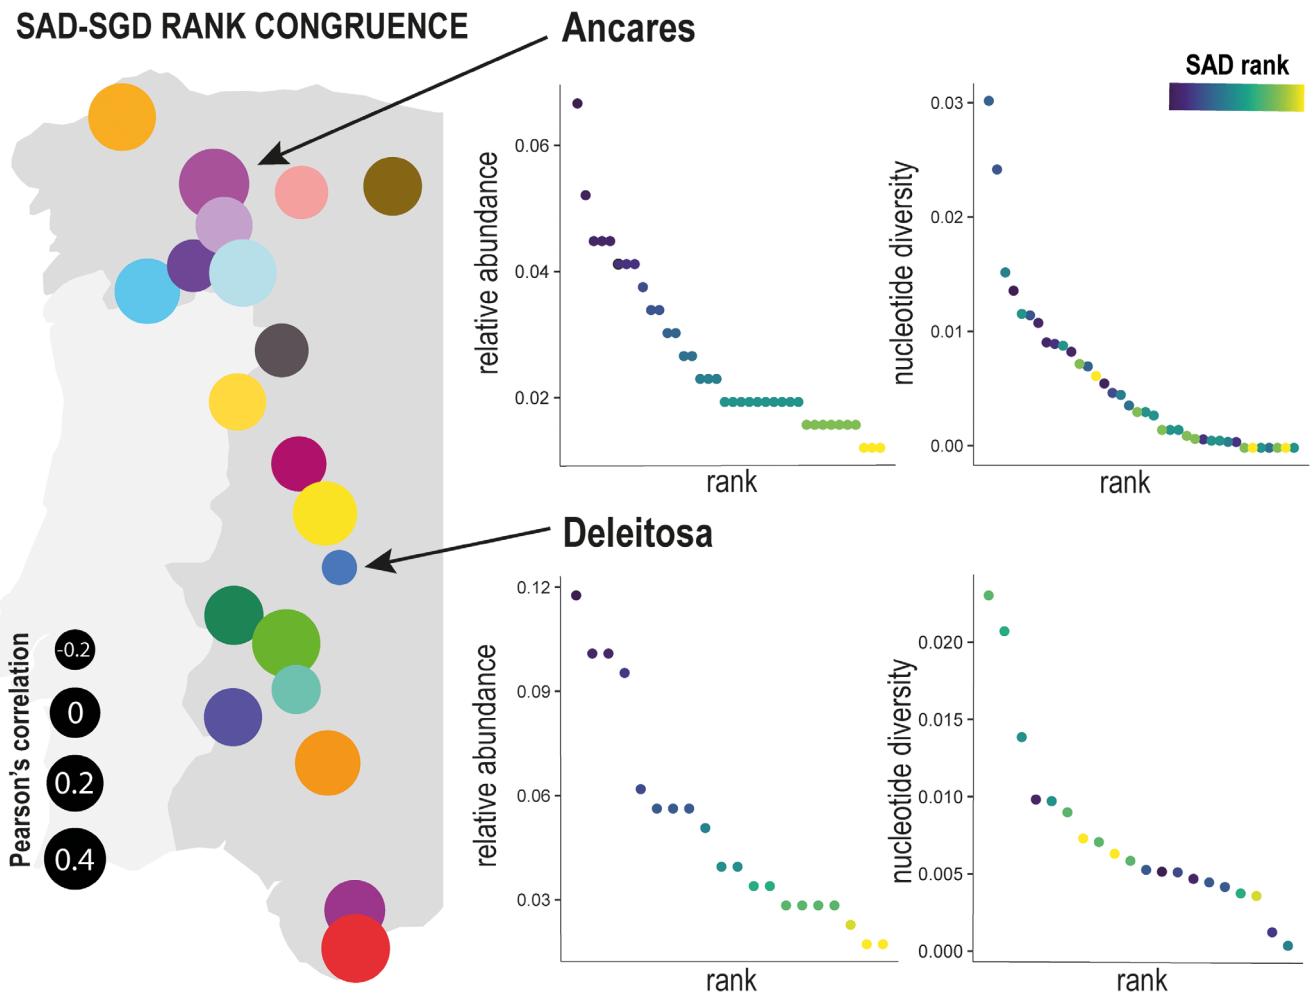 SAD-SGD RANK CONGRUENCE
Ancares
SAD rank
relative abundance
0.06
0.04
0.02
rank
nucleotide diversity
0.03
0.02
0.01
0.00
rank
Deleitosa
relative abundance
0.12
0.09
0.06
0.03
rank
nucleotide diversity
0.020
0.015
0.010
0.005
0.000
rank
Pearson's correlation
-0.2
0
0.2
0.4